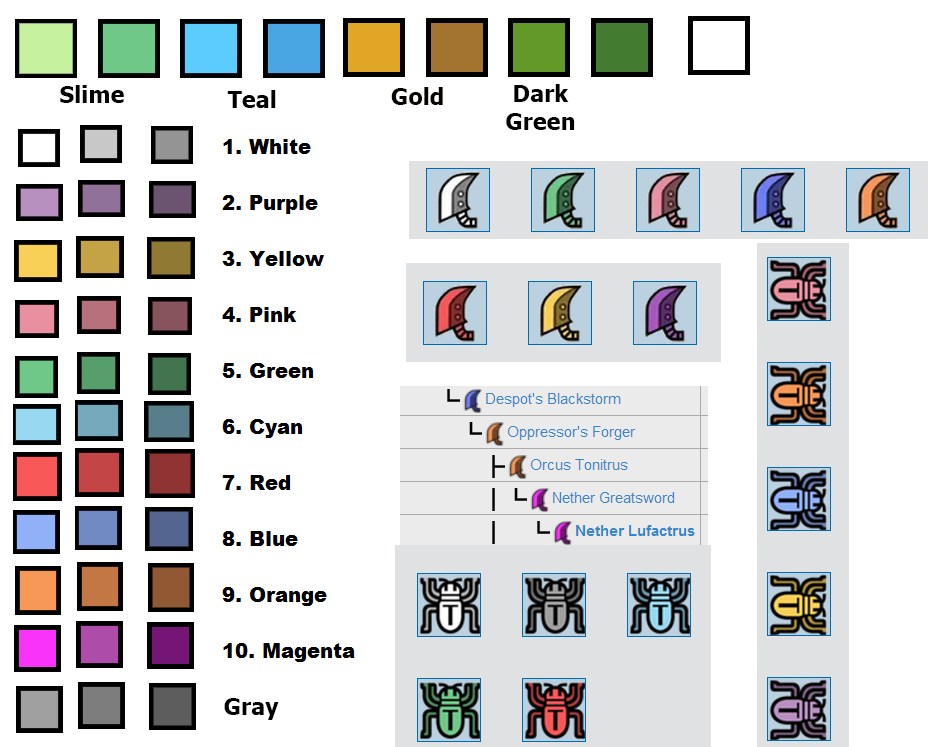 Slime
Teal
Gold
Dark
Green
1. White
2. Purple
3. Yellow
4. Pink
5. Green
6. Cyan
7. Red
8. Blue
9. Orange
10. Magenta
Gray
Despot's Blackstorm
Oppressor's Forger
Orcus Tonitrus
Nether Greatsword
Nether Lufactrus